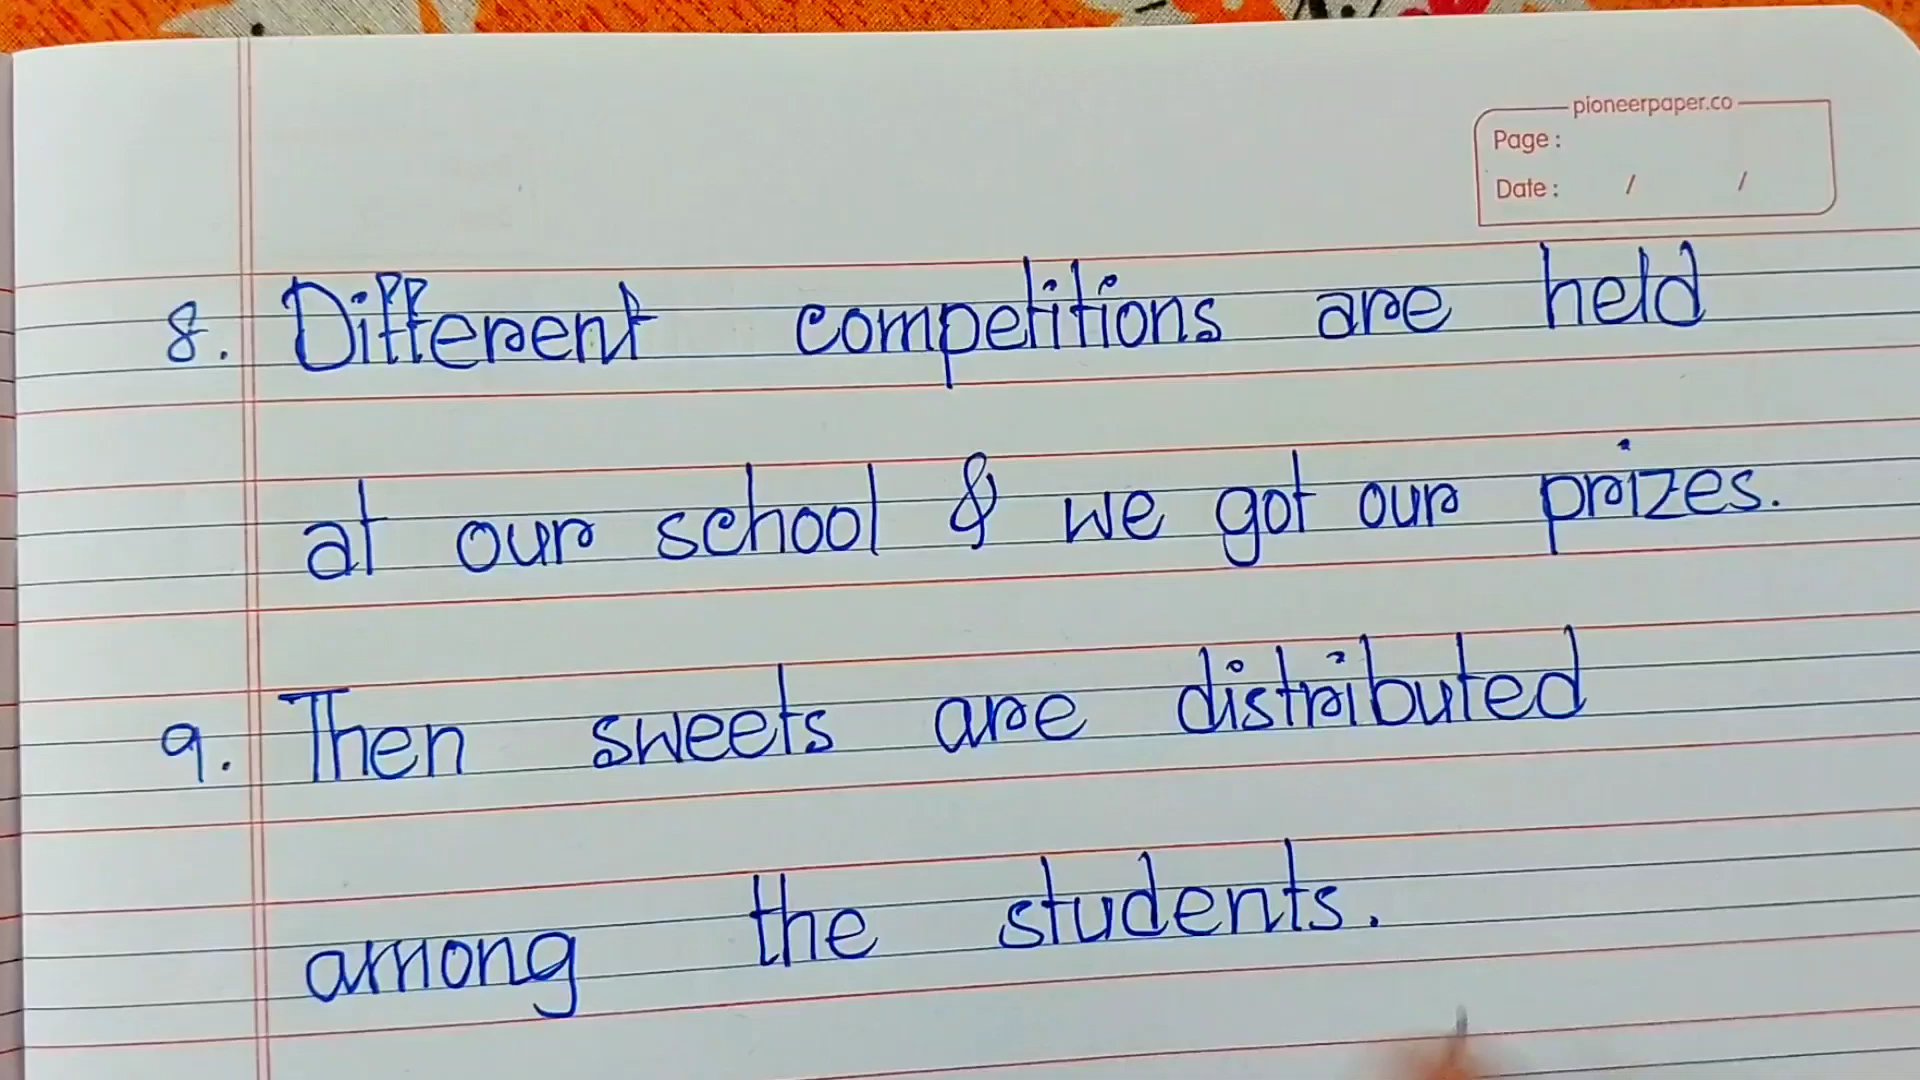 pioneerpaper.co
Page :
Date : / /
8. Different competitions are held
at our school & we got our prizes.
9. Then sweets are distributed
among the students.